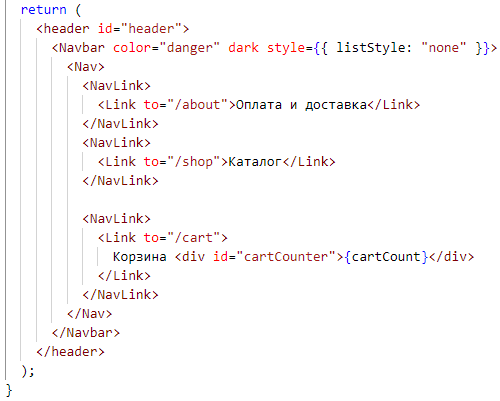 return (
<header id="header">
<Navbar color="danger" dark style={{ listStyle: "none" }}>
<Nav>
<NavLink>
<Link to="/about">Оплата и доставка</Link>
</NavLink>
<NavLink>
<Link to="/shop">Каталог</Link>
</NavLink>
<NavLink>
<Link to="/cart">
Корзина <div id="cartCounter">{cartCount}</div>
</Link>
</NavLink>
</Nav>
</Navbar>
</header>
);
}